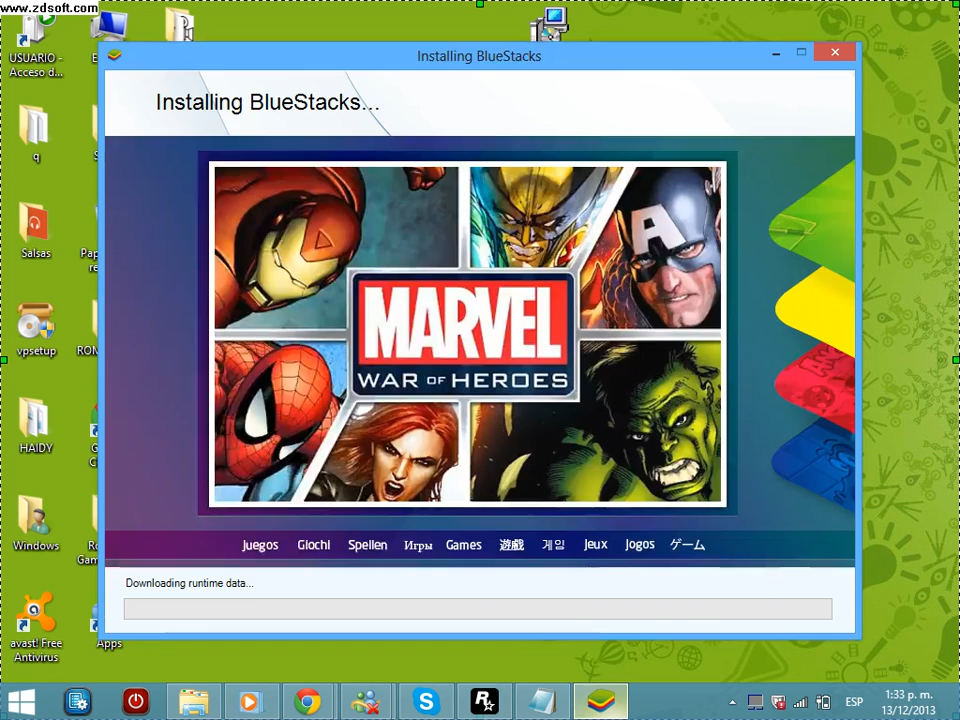 www.zdsoft.com
USUARIO -
Acceso d...
q
Salsas
vpsetup
HAIDY
Windows
avast! Free
Antivirus
Apps
Installing BlueStacks
Installing BlueStacks...
MARVEL
WAR OF HEROES
Juegos Giochi Spellen Игры Games 遊戲 게임 Jeux Jogos ゲーム
Downloading runtime data...
ESP
1:33 p. m.
13/12/2013